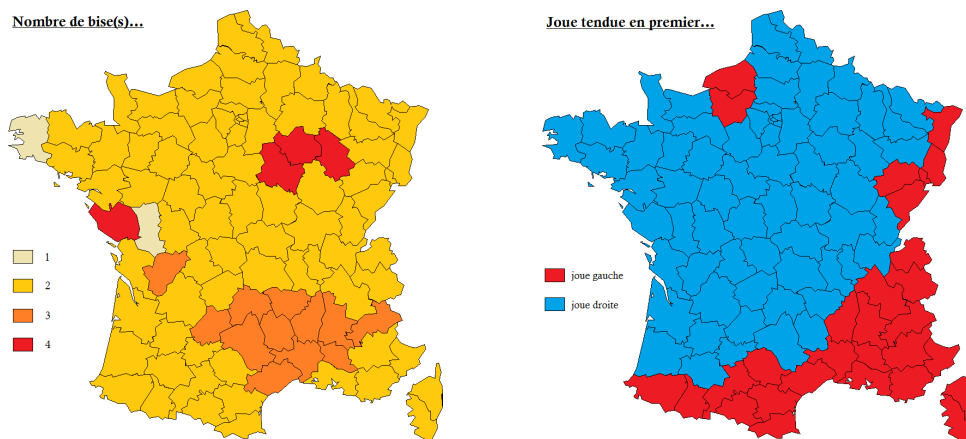 Nombre de bise(s)...
1
2
3
4
Joue tendue en premier...
joue gauche
joue droite